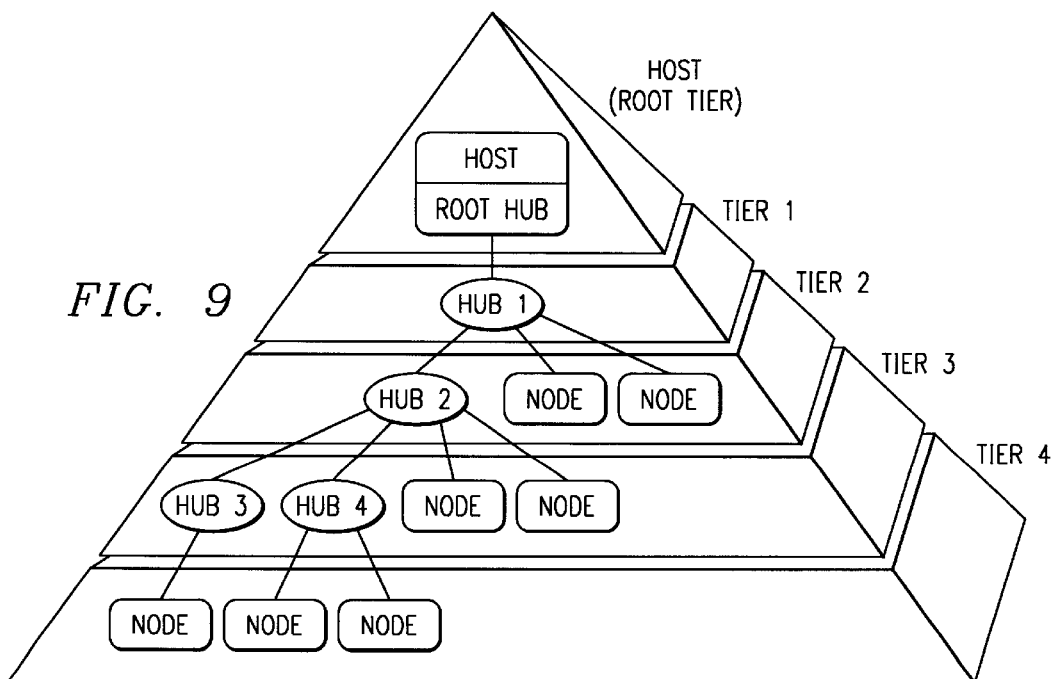 HOST
(ROOT TIER)
HOST
ROOT HUB
TIER 1
FIG. 9
HUB 1
TIER 2
HUB 2
NODE
NODE
TIER 3
HUB 3
HUB 4
NODE
NODE
TIER 4
NODE
NODE
NODE